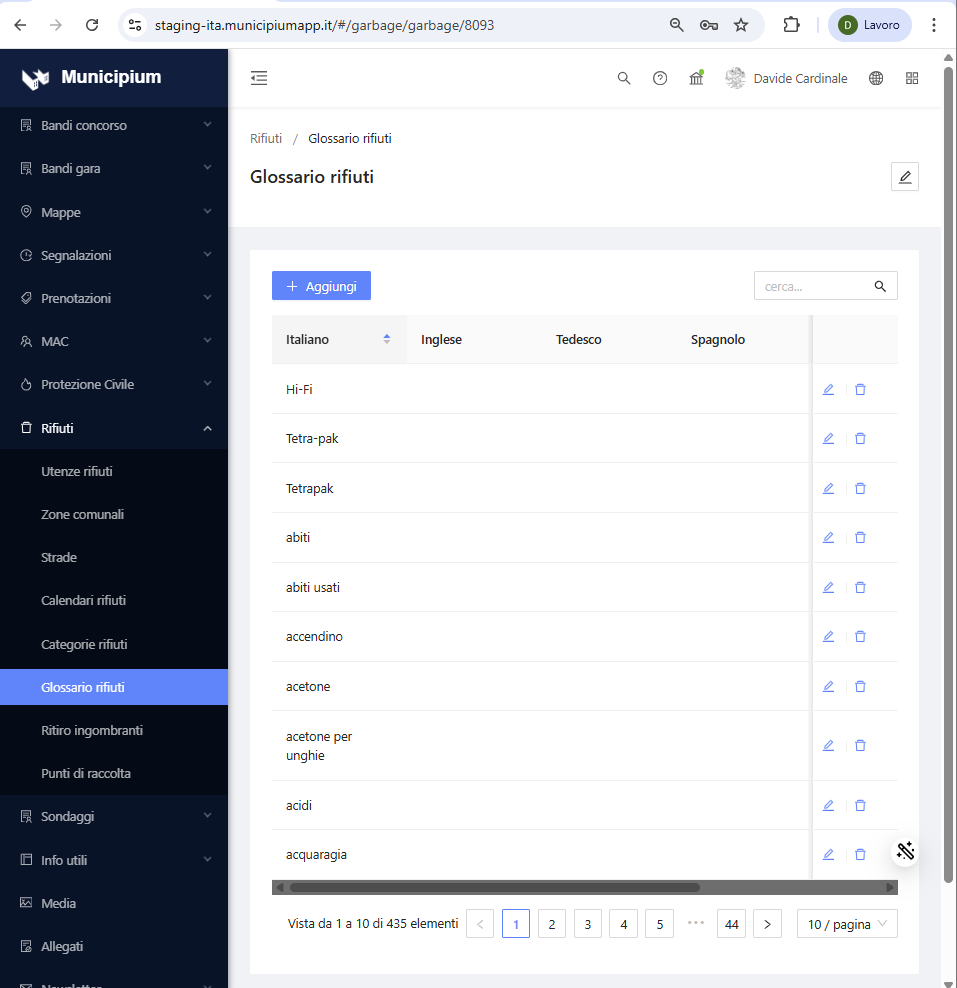 staging-ita.municipiumapp.it/#/garbage/garbage/8093
D
Lavoro
Municipium
Davide Cardinale
Bandi concorso
Bandi gara
Mappe
Segnalazioni
Prenotazioni
MAC
Protezione Civile
Rifiuti
Utenze rifiuti
Zone comunali
Strade
Calendari rifiuti
Categorie rifiuti
Glossario rifiuti
Ritiro ingombranti
Punti di raccolta
Sondaggi
Info utili
Media
Allegati
Newsletter
Rifiuti / Glossario rifiuti
Glossario rifiuti
+ Aggiungi
cerca...
Italiano Inglese Tedesco Spagnolo
Hi-Fi
Tetra-pak
Tetrapak
abiti
abiti usati
accendino
acetone
acetone per
unghie
acidi
acquaragia
Vista da 1 a 10 di 435 elementi < 1 2 3 4 5 ••• 44 > 10 / pagina